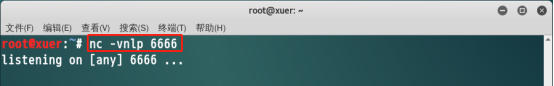 root@xuer: ~
文件(F) 编辑(E) 查看(V) 搜索(S) 终端(T) 帮助(H)
root@xuer:~# nc -vnlp 6666
listening on [any] 6666 ...